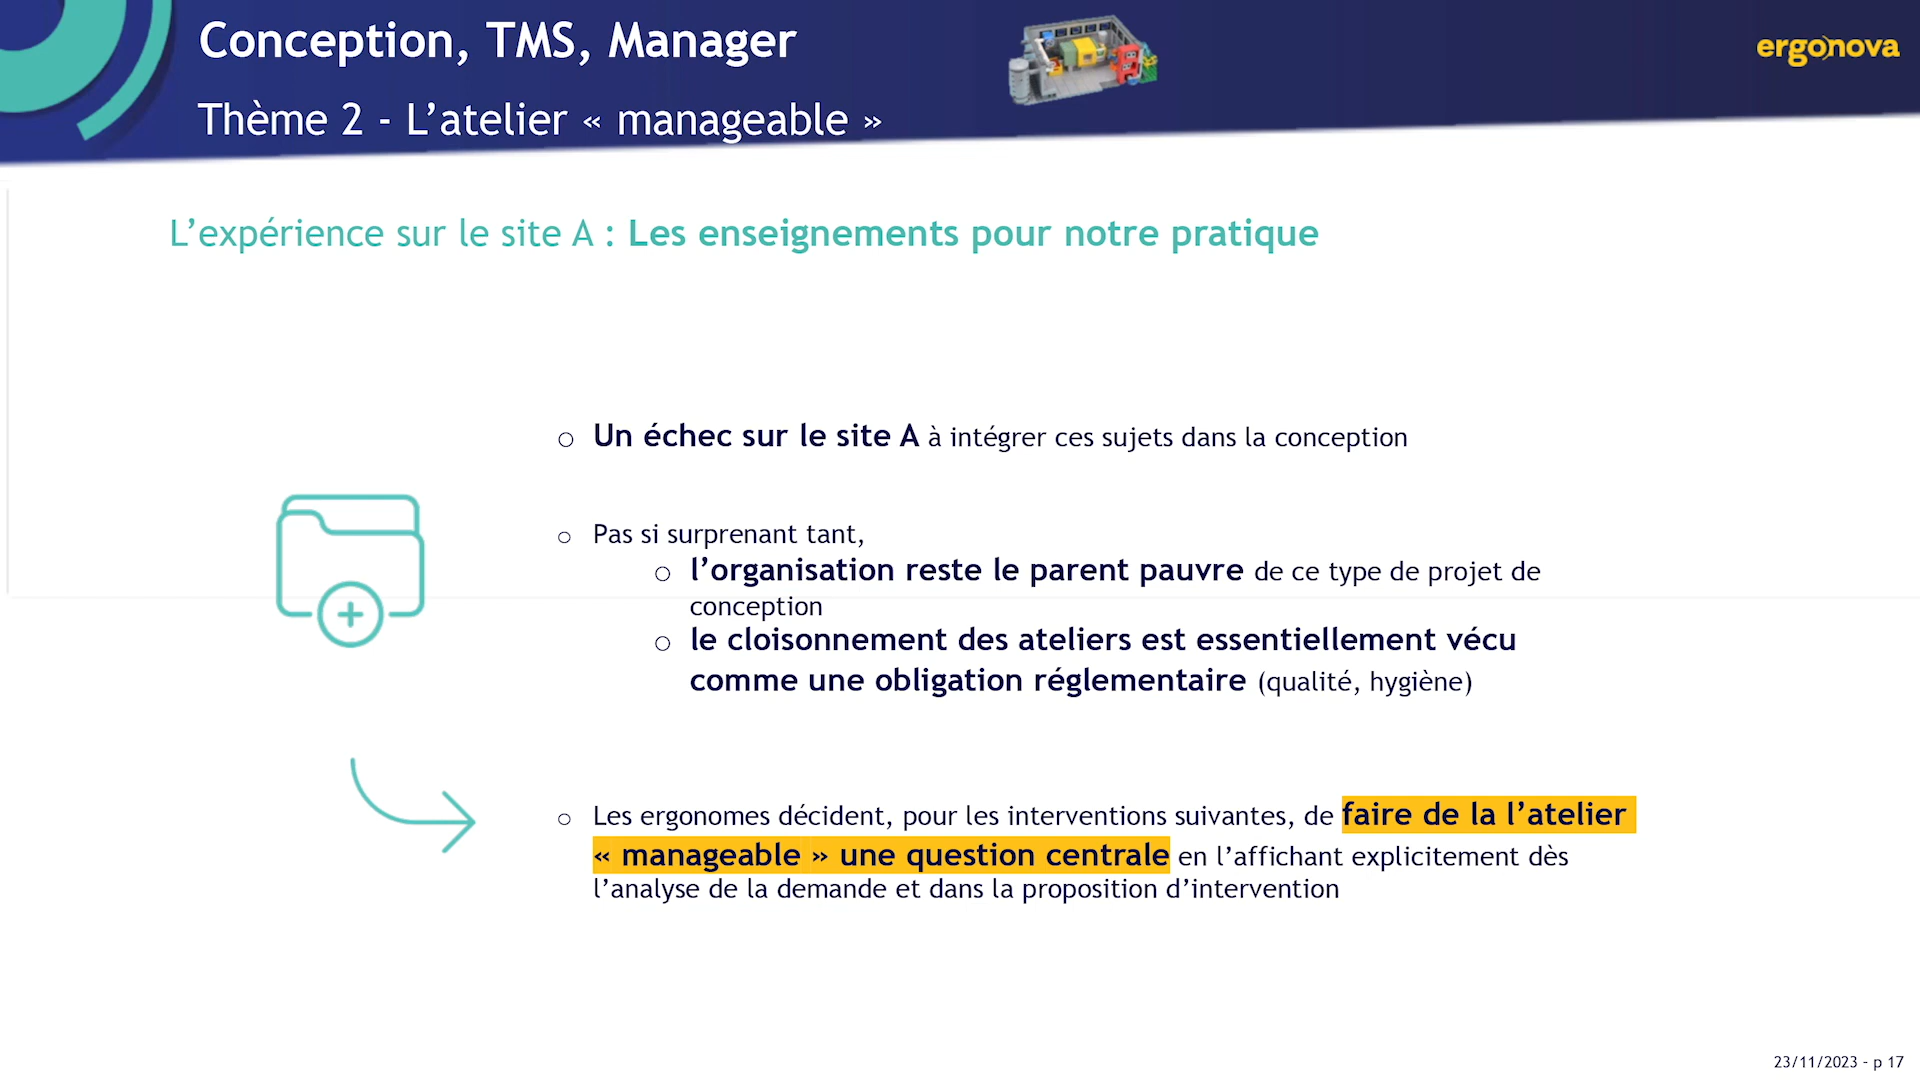 Conception, TMS, Manager
Thème 2 - L’atelier « manageable »
ergonova
L’expérience sur le site A : Les enseignements pour notre pratique
o Un échec sur le site A à intégrer ces sujets dans la conception
o Pas si surprenant tant,
o l’organisation reste le parent pauvre de ce type de projet de
conception
o le cloisonnement des ateliers est essentiellement vécu
comme une obligation réglementaire (qualité, hygiène)
o Les ergonomes décident, pour les interventions suivantes, de faire de la l’atelier
« manageable » une question centrale en l’affichant explicitement dès
l’analyse de la demande et dans la proposition d’intervention
23/11/2023 - p 17